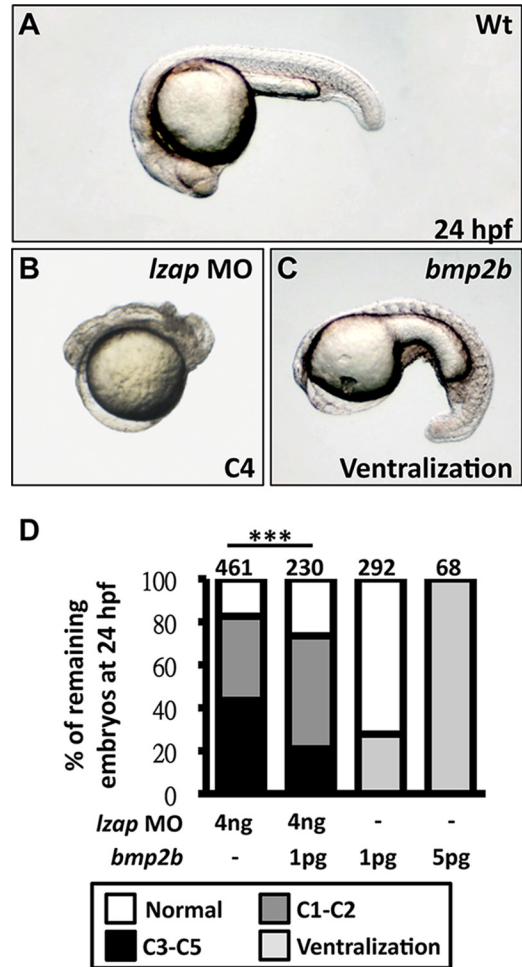 A Wt
24 hpf
B lzap MO
C4
C bmp2b
Ventralization
D
***
461 230 292 68
% of remaining
embryos at 24 hpf
100
80
60
40
20
0
lzap MO 4ng 4ng - -
bmp2b - 1pg 1pg 5pg
Normal C1-C2
C3-C5 Ventralization